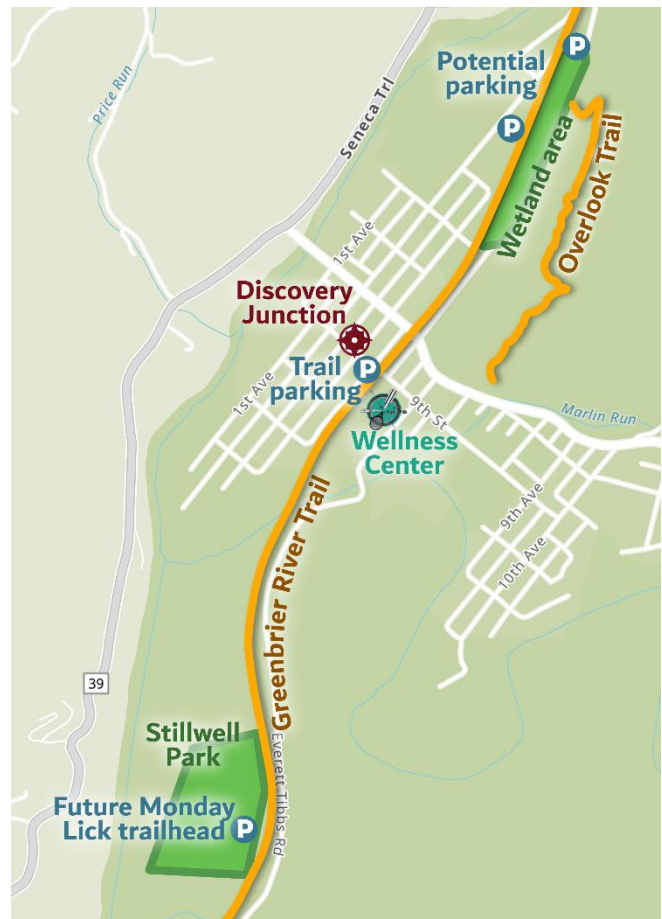 Potential
parking
P
P
Price Run
Seneca Trl
Wetland area
Overlook Trail
1st Ave
Discovery
Junction
Trail
parking
P
1st Ave
9th St
Marlin Run
Wellness
Center
9th Ave
10th Ave
Greenbrier River Trail
39
Stillwell
Park
Everett Tibbs Rd
Future Monday
Lick trailhead
P